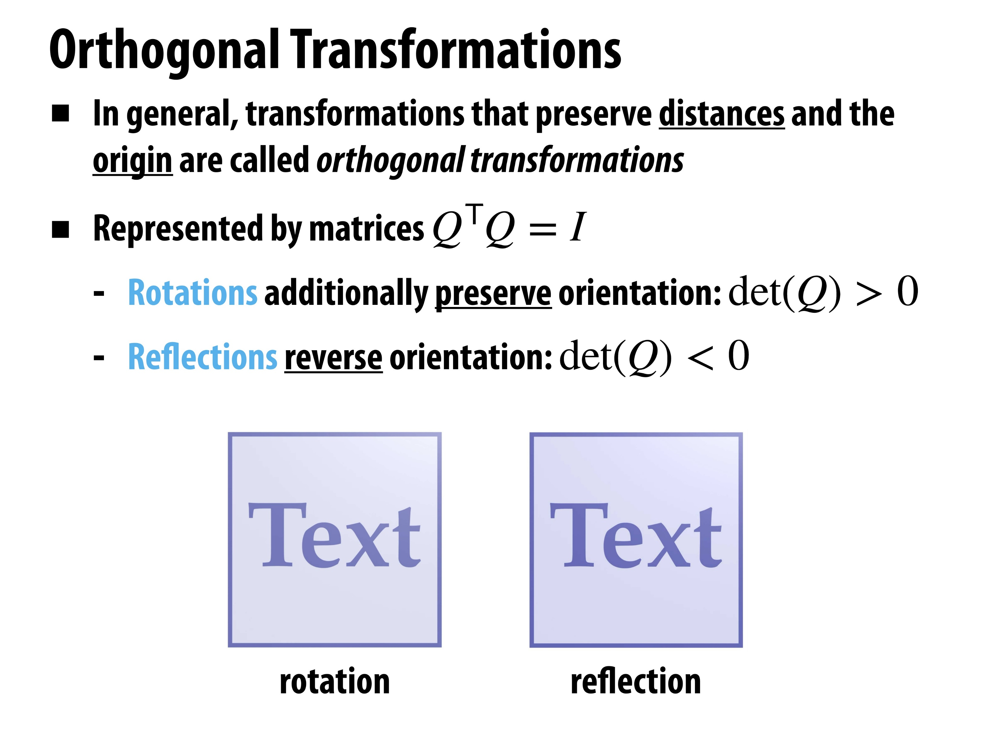 Orthogonal Transformations
■ In general, transformations that preserve distances and the
origin are called orthogonal transformations
■ Represented by matrices Q⊤Q = I
- Rotations additionally preserve orientation: det(Q) > 0
- Reflections reverse orientation: det(Q) < 0
Text Text
rotation reflection